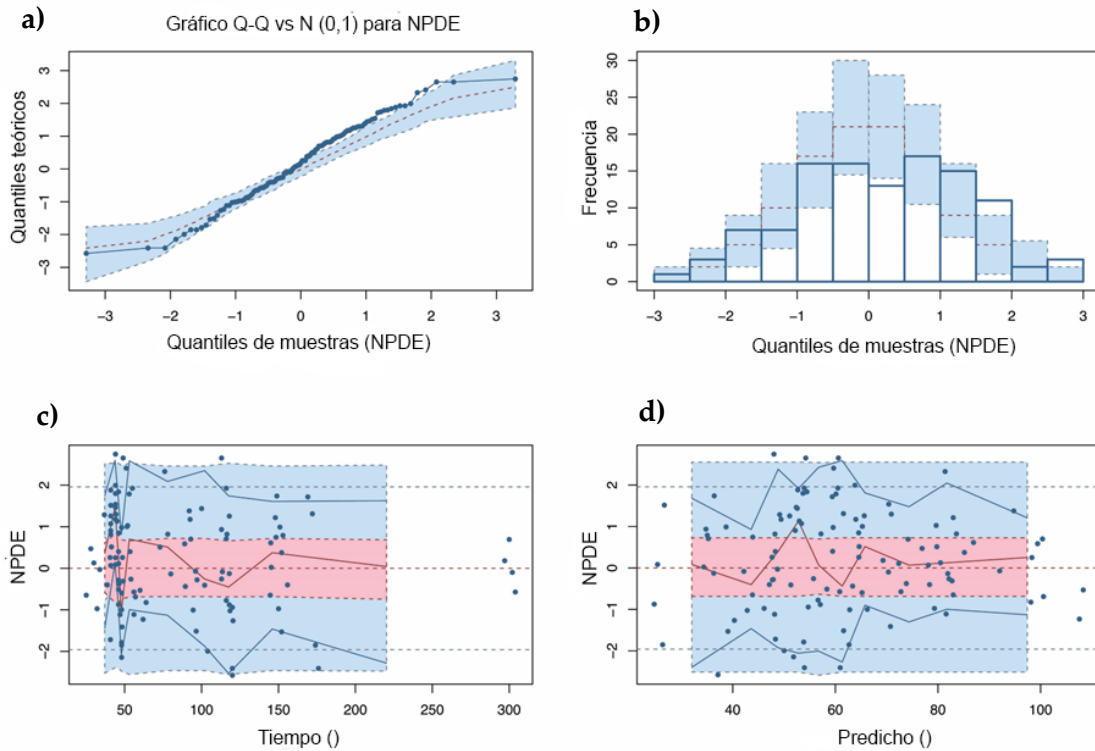 a)
Gráfico Q-Q vs N (0,1) para NPDE
Quantiles teóricos
3
2
1
0
−1
−2
−3
−3 −2 −1 0 1 2 3
Quantiles de muestras (NPDE)
b)
Frecuencia
30
25
20
15
10
5
0
−3 −2 −1 0 1 2 3
Quantiles de muestras (NPDE)
c)
NPDE
2
1
0
−1
−2
50 100 150 200 250 300
Tiempo ()
d)
NPDE
2
1
0
−1
−2
40 60 80 100
Predicho ()